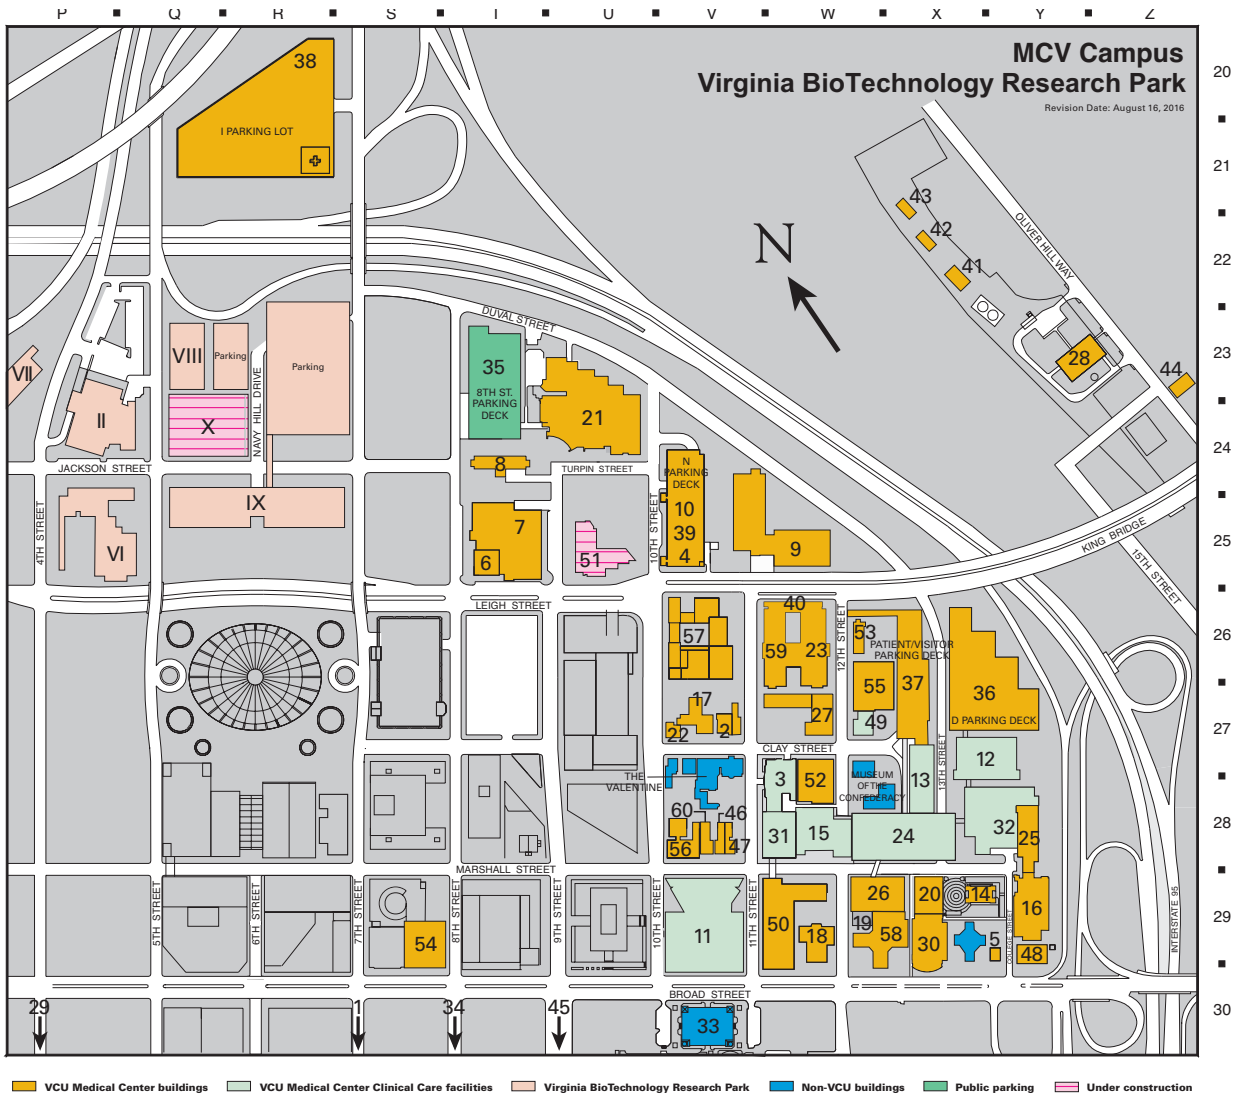 P Q R S I U V W X Y Z
MCV Campus
Virginia BioTechnology Research Park
Revision Date: August 16, 2016
20
38
I PARKING LOT
21
43
42
41
OLIVER HILL WAY
N
22
DUVAL STREET
VII
VIII
Parking
Parking
35
8TH ST.
PARKING
DECK
28
44
23
II
X
NAVY HILL DRIVE
21
24
JACKSON STREET
8
TURPIN STREET
N
PARKING
DECK
10
39
4
IX
4TH STREET
VI
7
6
51
10TH STREET
9
KING BRIDGE
15TH STREET
25
LEIGH STREET
57
40
59
23
12TH STREET
53
PATIENT/VISITOR
PARKING DECK
55
37
36
26
17
22
2
27
49
D PARKING DECK
27
CLAY STREET
THE
VALENTINE
3
52
MUSEUM
OF THE
CONFEDERACY
13
13TH STREET
12
60
46
56
47
31
15
24
32
25
28
MARSHALL STREET
5TH STREET
6TH STREET
7TH STREET
8TH STREET
9TH STREET
10TH STREET
11TH STREET
54
11
50
18
26
19
58
20
30
14
5
COLLEGE STREET
16
48
INTERSTATE 95
29
BROAD STREET
29
1
34
45
33
30
VCU Medical Center buildings
VCU Medical Center Clinical Care facilities
Virginia BioTechnology Research Park
Non-VCU buildings
Public parking
Under construction